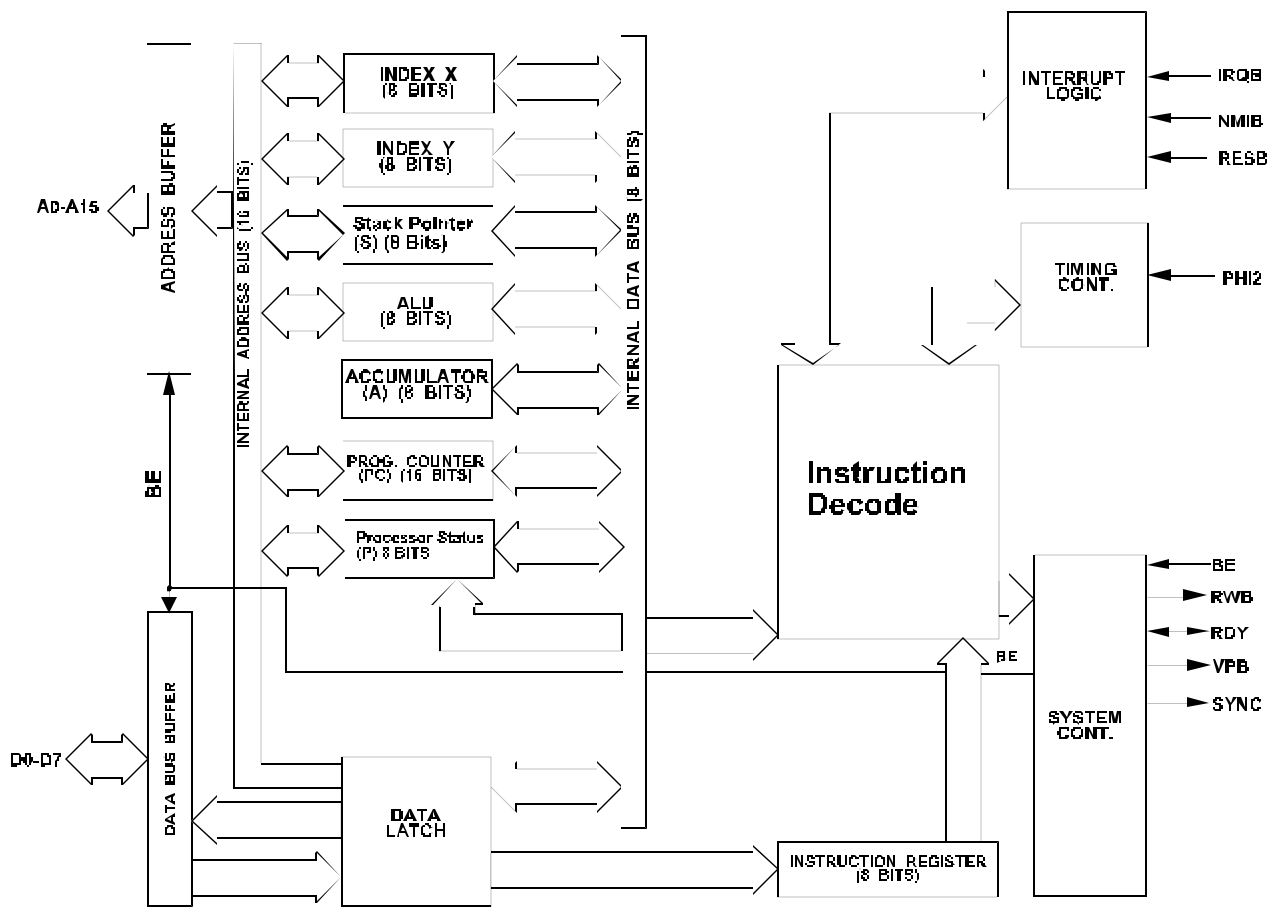 INDEX X
(8 BITS)
INDEX Y
(8 BITS)
Stack Pointer
(S) (8 Bits)
ALU
(8 BITS)
ACCUMULATOR
(A) (8 BITS)
PROG. COUNTER
(PC) (16 BITS)
Processor Status
(P) 8 BITS
A0-A15
ADDRESS BUFFER
INTERNAL ADDRESS BUS (16 BITS)
INTERNAL DATA BUS (8 BITS)
BE
D0-D7
DATA BUS BUFFER
DATA
LATCH
INTERRUPT
LOGIC
IRQB
NMIB
RESB
TIMING
CONT.
PHI2
Instruction
Decode
BE
INSTRUCTION REGISTER
(8 BITS)
SYSTEM
CONT.
BE
RWB
RDY
VPB
SYNC